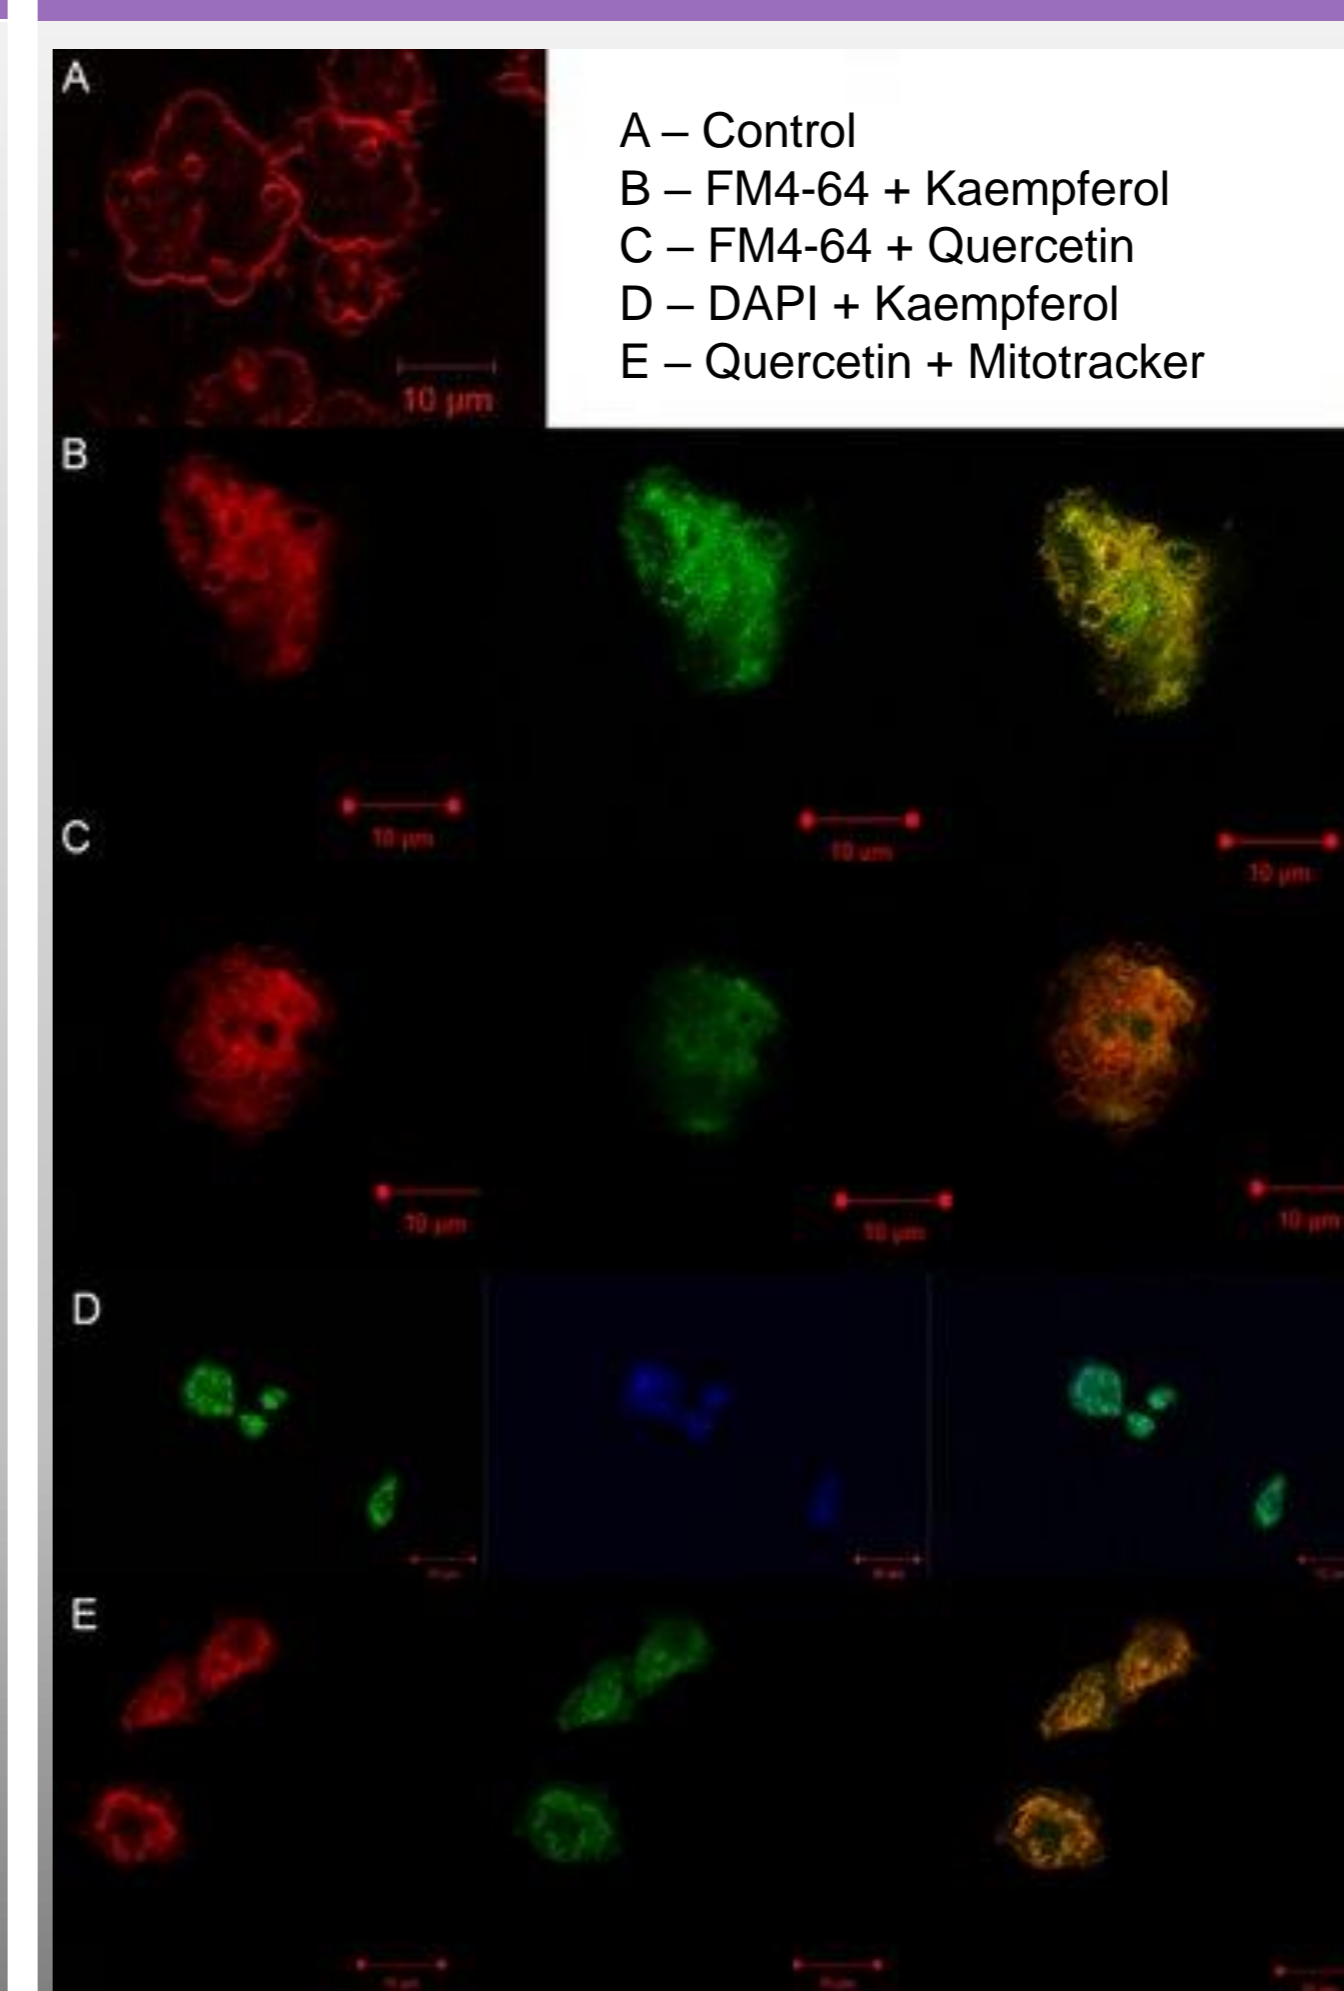 A
A – Control
B – FM4-64 + Kaempferol
C – FM4-64 + Quercetin
D – DAPI + Kaempferol
E – Quercetin + Mitotracker
10 µm
B
10 µm
10 µm
10 µm
C
10 µm
10 µm
10 µm
D
E